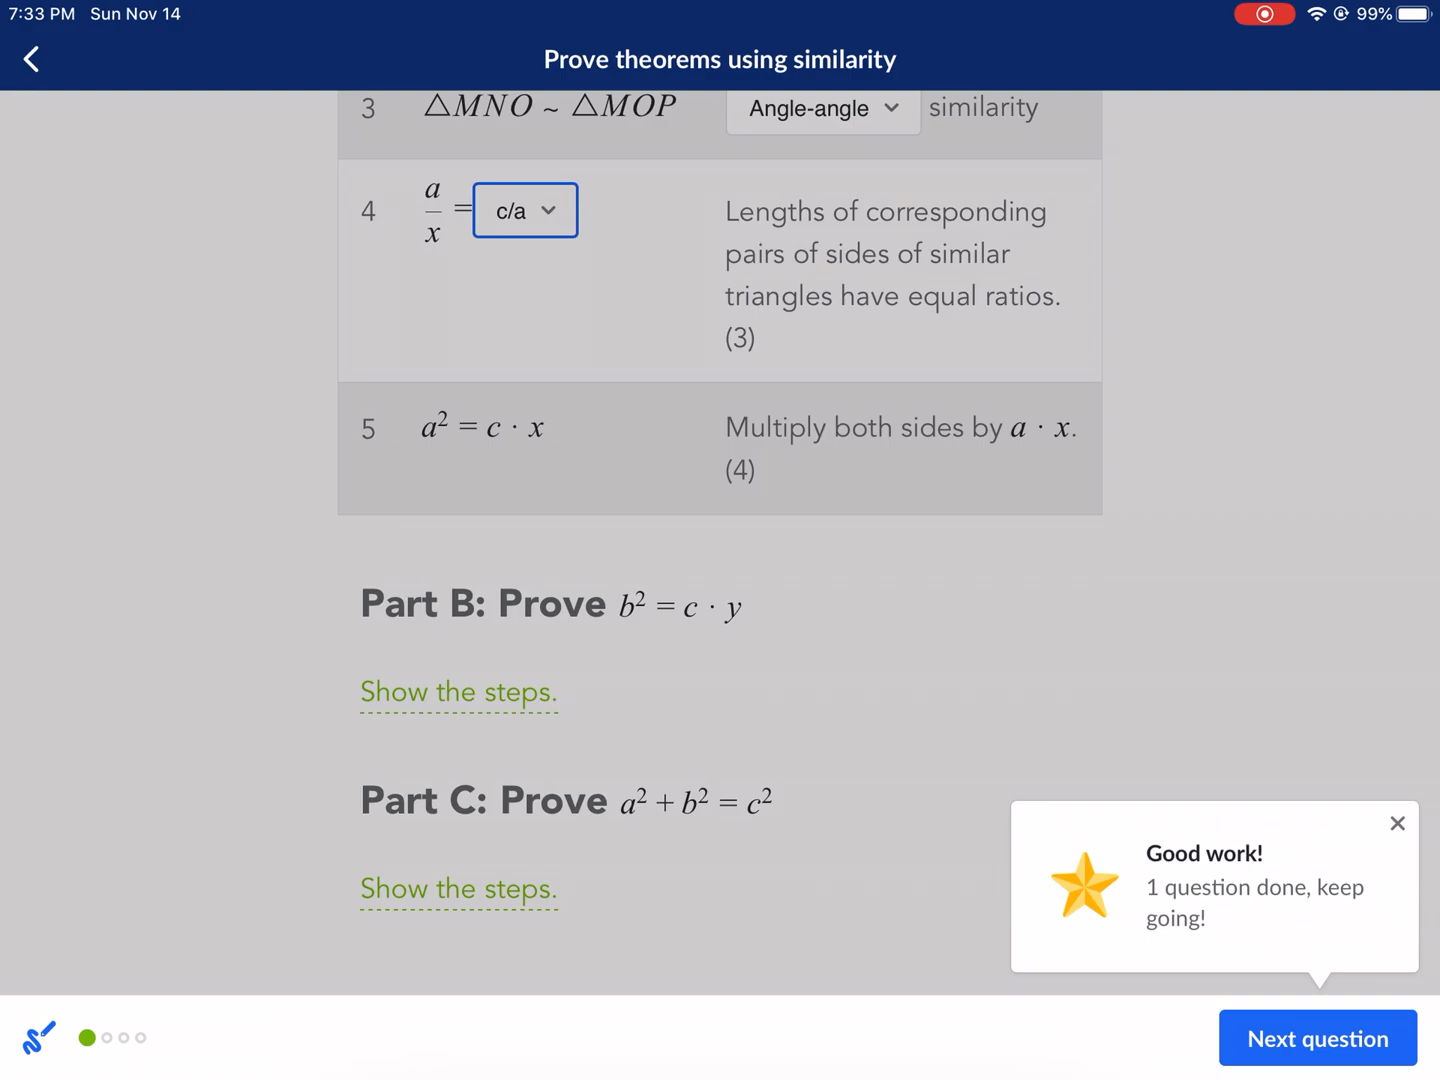 7:33 PM Sun Nov 14
99%
Prove theorems using similarity
3 △MNO ~ △MOP Angle-angle similarity
4 a/x = c/a Lengths of corresponding
pairs of sides of similar
triangles have equal ratios.
(3)
5 a² = c · x Multiply both sides by a · x.
(4)
Part B: Prove b² = c · y
Show the steps.
Part C: Prove a² + b² = c²
Show the steps.
Good work!
1 question done, keep
going!
Next question